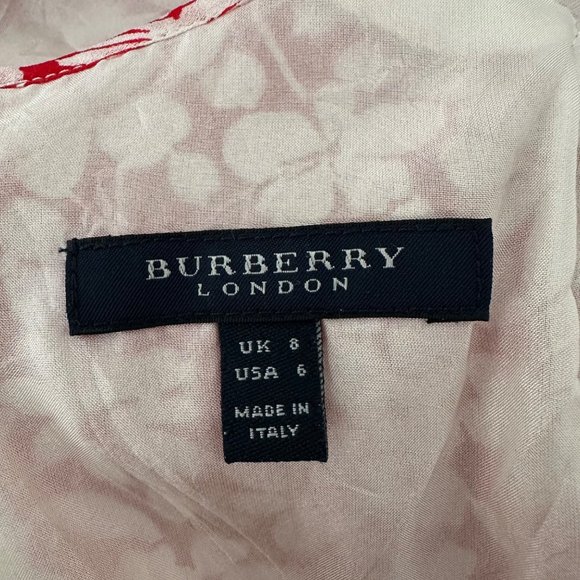 BURBERRY
LONDON
UK 8
USA 6
MADE IN
ITALY